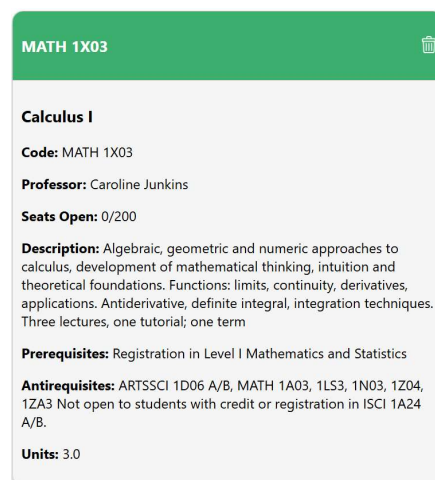 MATH 1X03
Calculus I
Code: MATH 1X03
Professor: Caroline Junkins
Seats Open: 0/200
Description: Algebraic, geometric and numeric approaches to
calculus, development of mathematical thinking, intuition and
theoretical foundations. Functions: limits, continuity, derivatives,
applications. Antiderivative, definite integral, integration techniques.
Three lectures, one tutorial; one term
Prerequisites: Registration in Level I Mathematics and Statistics
Antirequisites: ARTSSCI 1D06 A/B, MATH 1A03, 1LS3, 1N03, 1Z04,
1ZA3 Not open to students with credit or registration in ISCI 1A24
A/B.
Units: 3.0